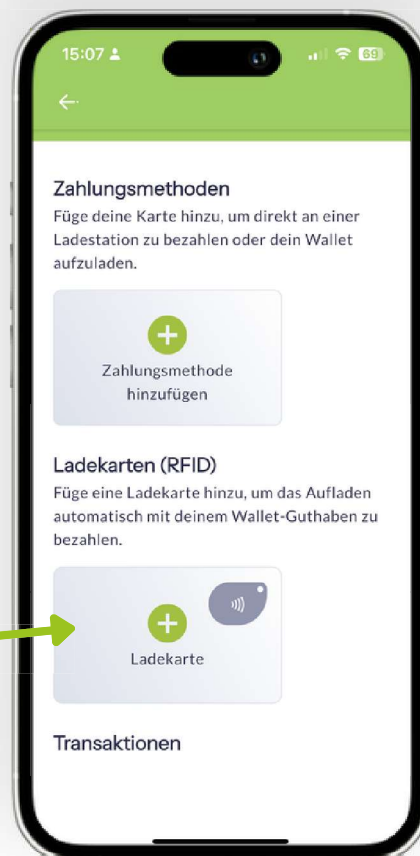 15:07
69
Zahlungsmethoden
Füge deine Karte hinzu, um direkt an einer
Ladestation zu bezahlen oder dein Wallet
aufzuladen.
Zahlungsmethode
hinzufügen
Ladekarten (RFID)
Füge eine Ladekarte hinzu, um das Aufladen
automatisch mit deinem Wallet-Guthaben zu
bezahlen.
Ladekarte
Transaktionen